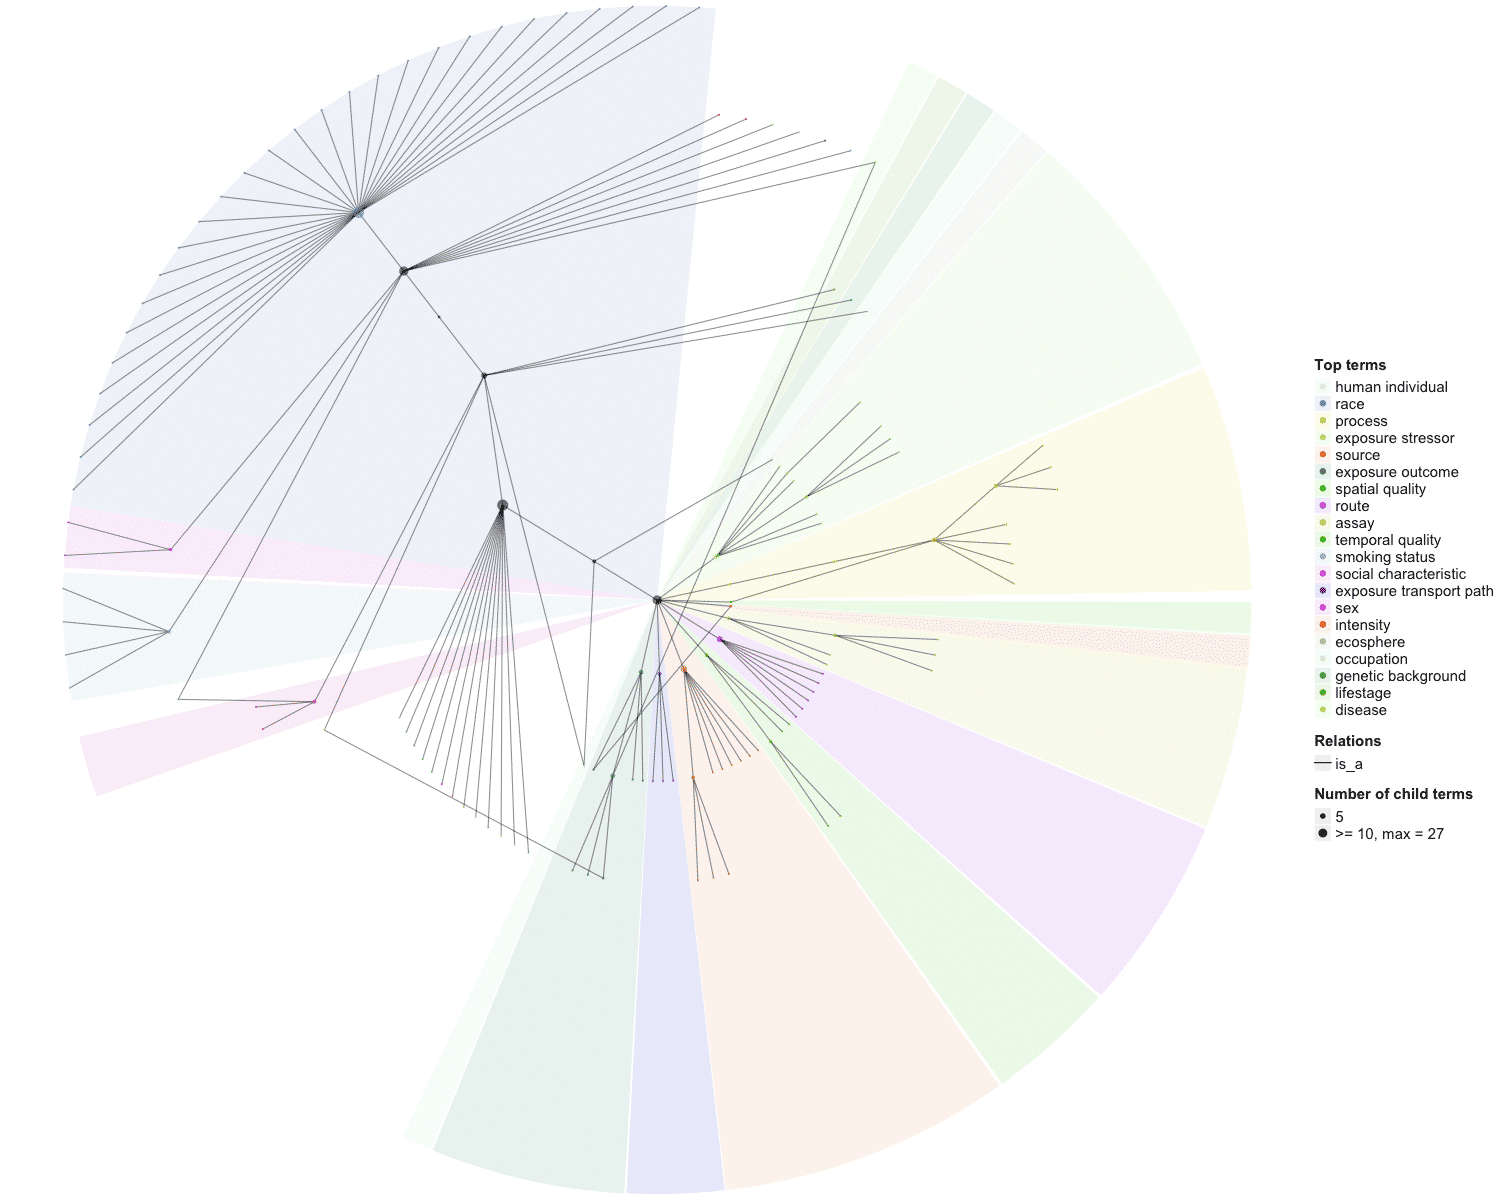 Top terms
human individual
race
process
exposure stressor
source
exposure outcome
spatial quality
route
assay
temporal quality
smoking status
social characteristic
exposure transport path
sex
intensity
ecosphere
occupation
genetic background
lifestage
disease
Relations
is_a
Number of child terms
5
>= 10, max = 27